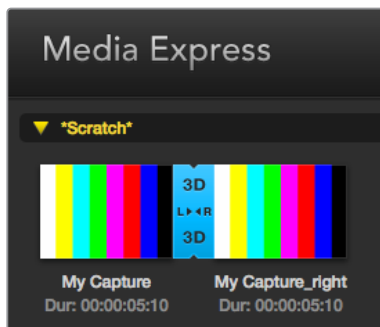 Media Express
*Scratch*
3D
L R
3D
My Capture My Capture_right
Dur: 00:00:05:10 Dur: 00:00:05:10